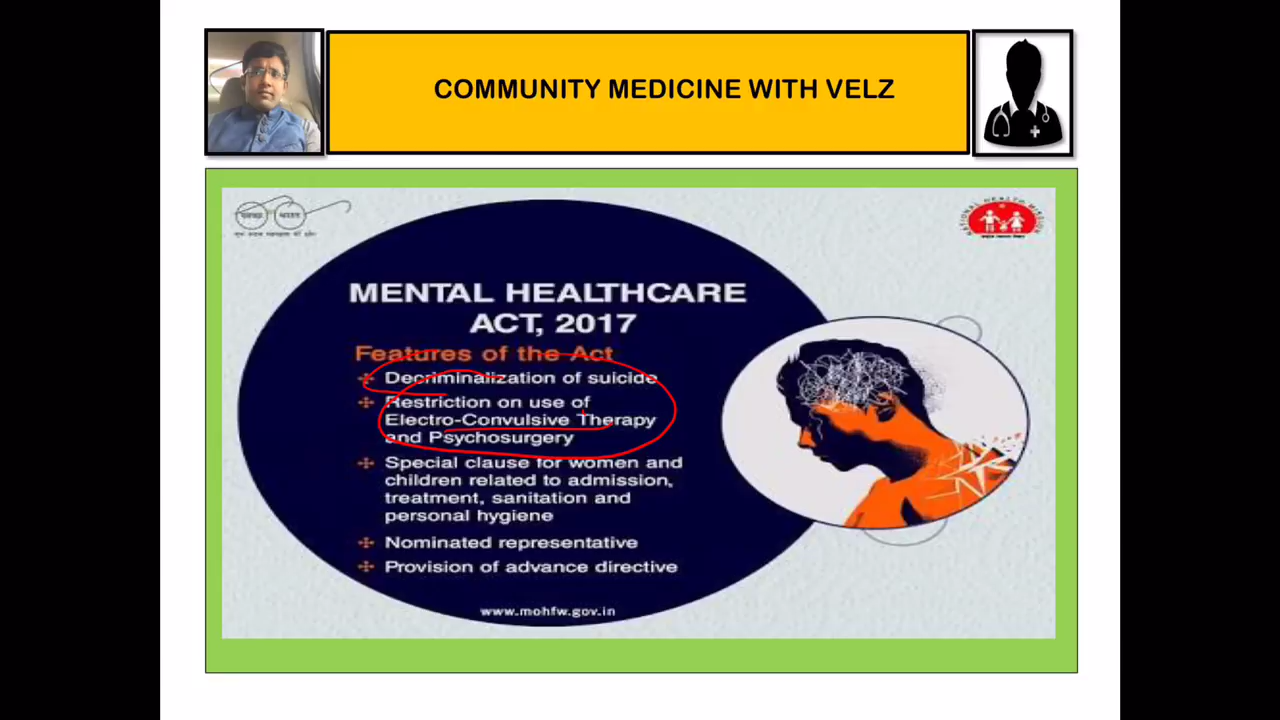 COMMUNITY MEDICINE WITH VELZ
MENTAL HEALTHCARE
ACT, 2017
Features of the Act
Decriminalization of suicide
Restriction on use of
Electro-Convulsive Therapy
and Psychosurgery
Special clause for women and
children related to admission,
treatment, sanitation and
personal hygiene
Nominated representative
Provision of advance directive
www.mohfw.gov.in